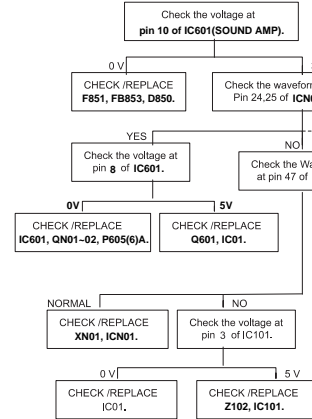 Check the voltage at
pin 10 of IC601(SOUND AMP).
0 V
CHECK /REPLACE
F851, FB853, D850.
Check the waveform
Pin 24,25 of
YES
NO
Check the voltage at
pin 8 of IC601.
Check the
at pin 47 of
0V
5V
CHECK /REPLACE
IC601, QN01~02, P605(6)A.
CHECK /REPLACE
Q601, IC01.
NORMAL
NO
CHECK /REPLACE
XN01, ICN01.
Check the voltage at
pin 3 of IC101.
0 V
5 V
CHECK /REPLACE
IC01.
CHECK /REPLACE
Z102, IC101.